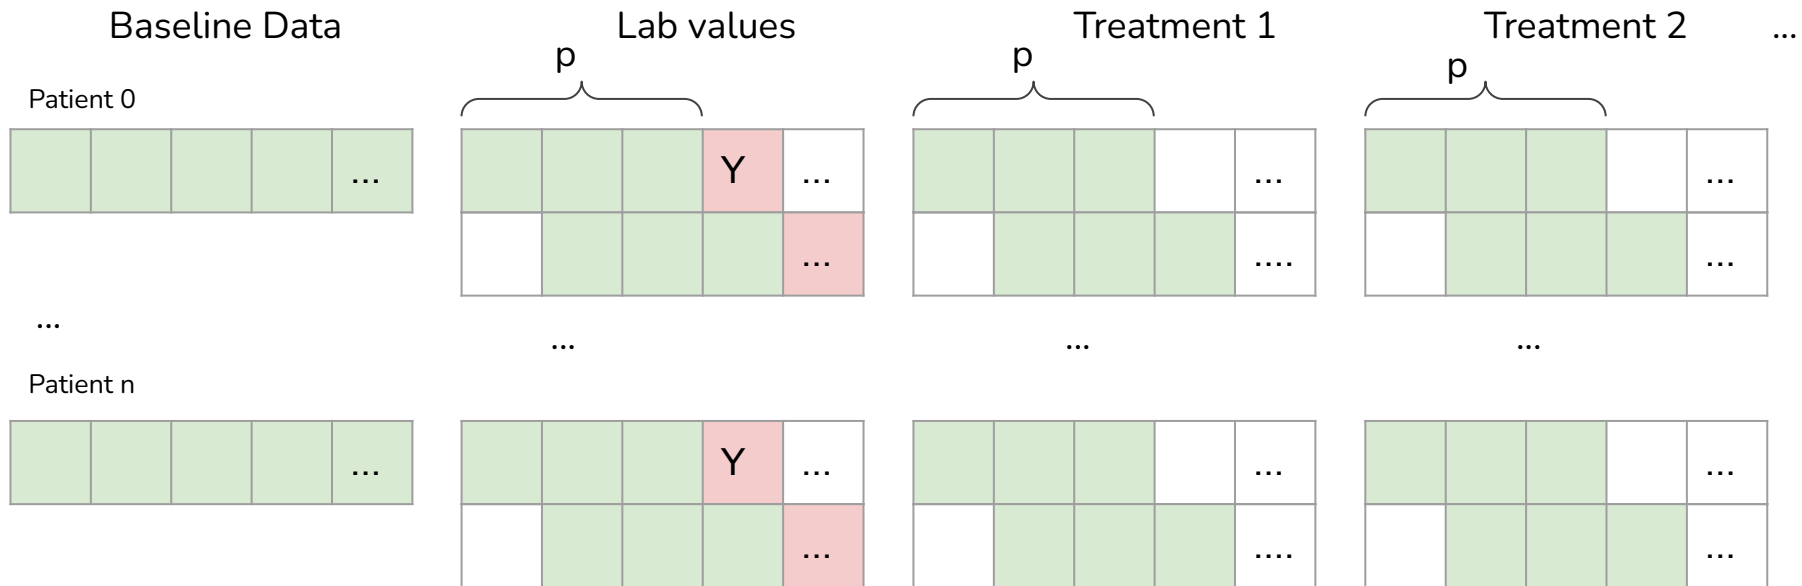 Baseline Data Lab values Treatment 1 Treatment 2 ...
p p p
Patient 0
... Y ... ... ...
... .... ...
... ... ... ...
Patient n
... Y ... ... ...
... .... ...